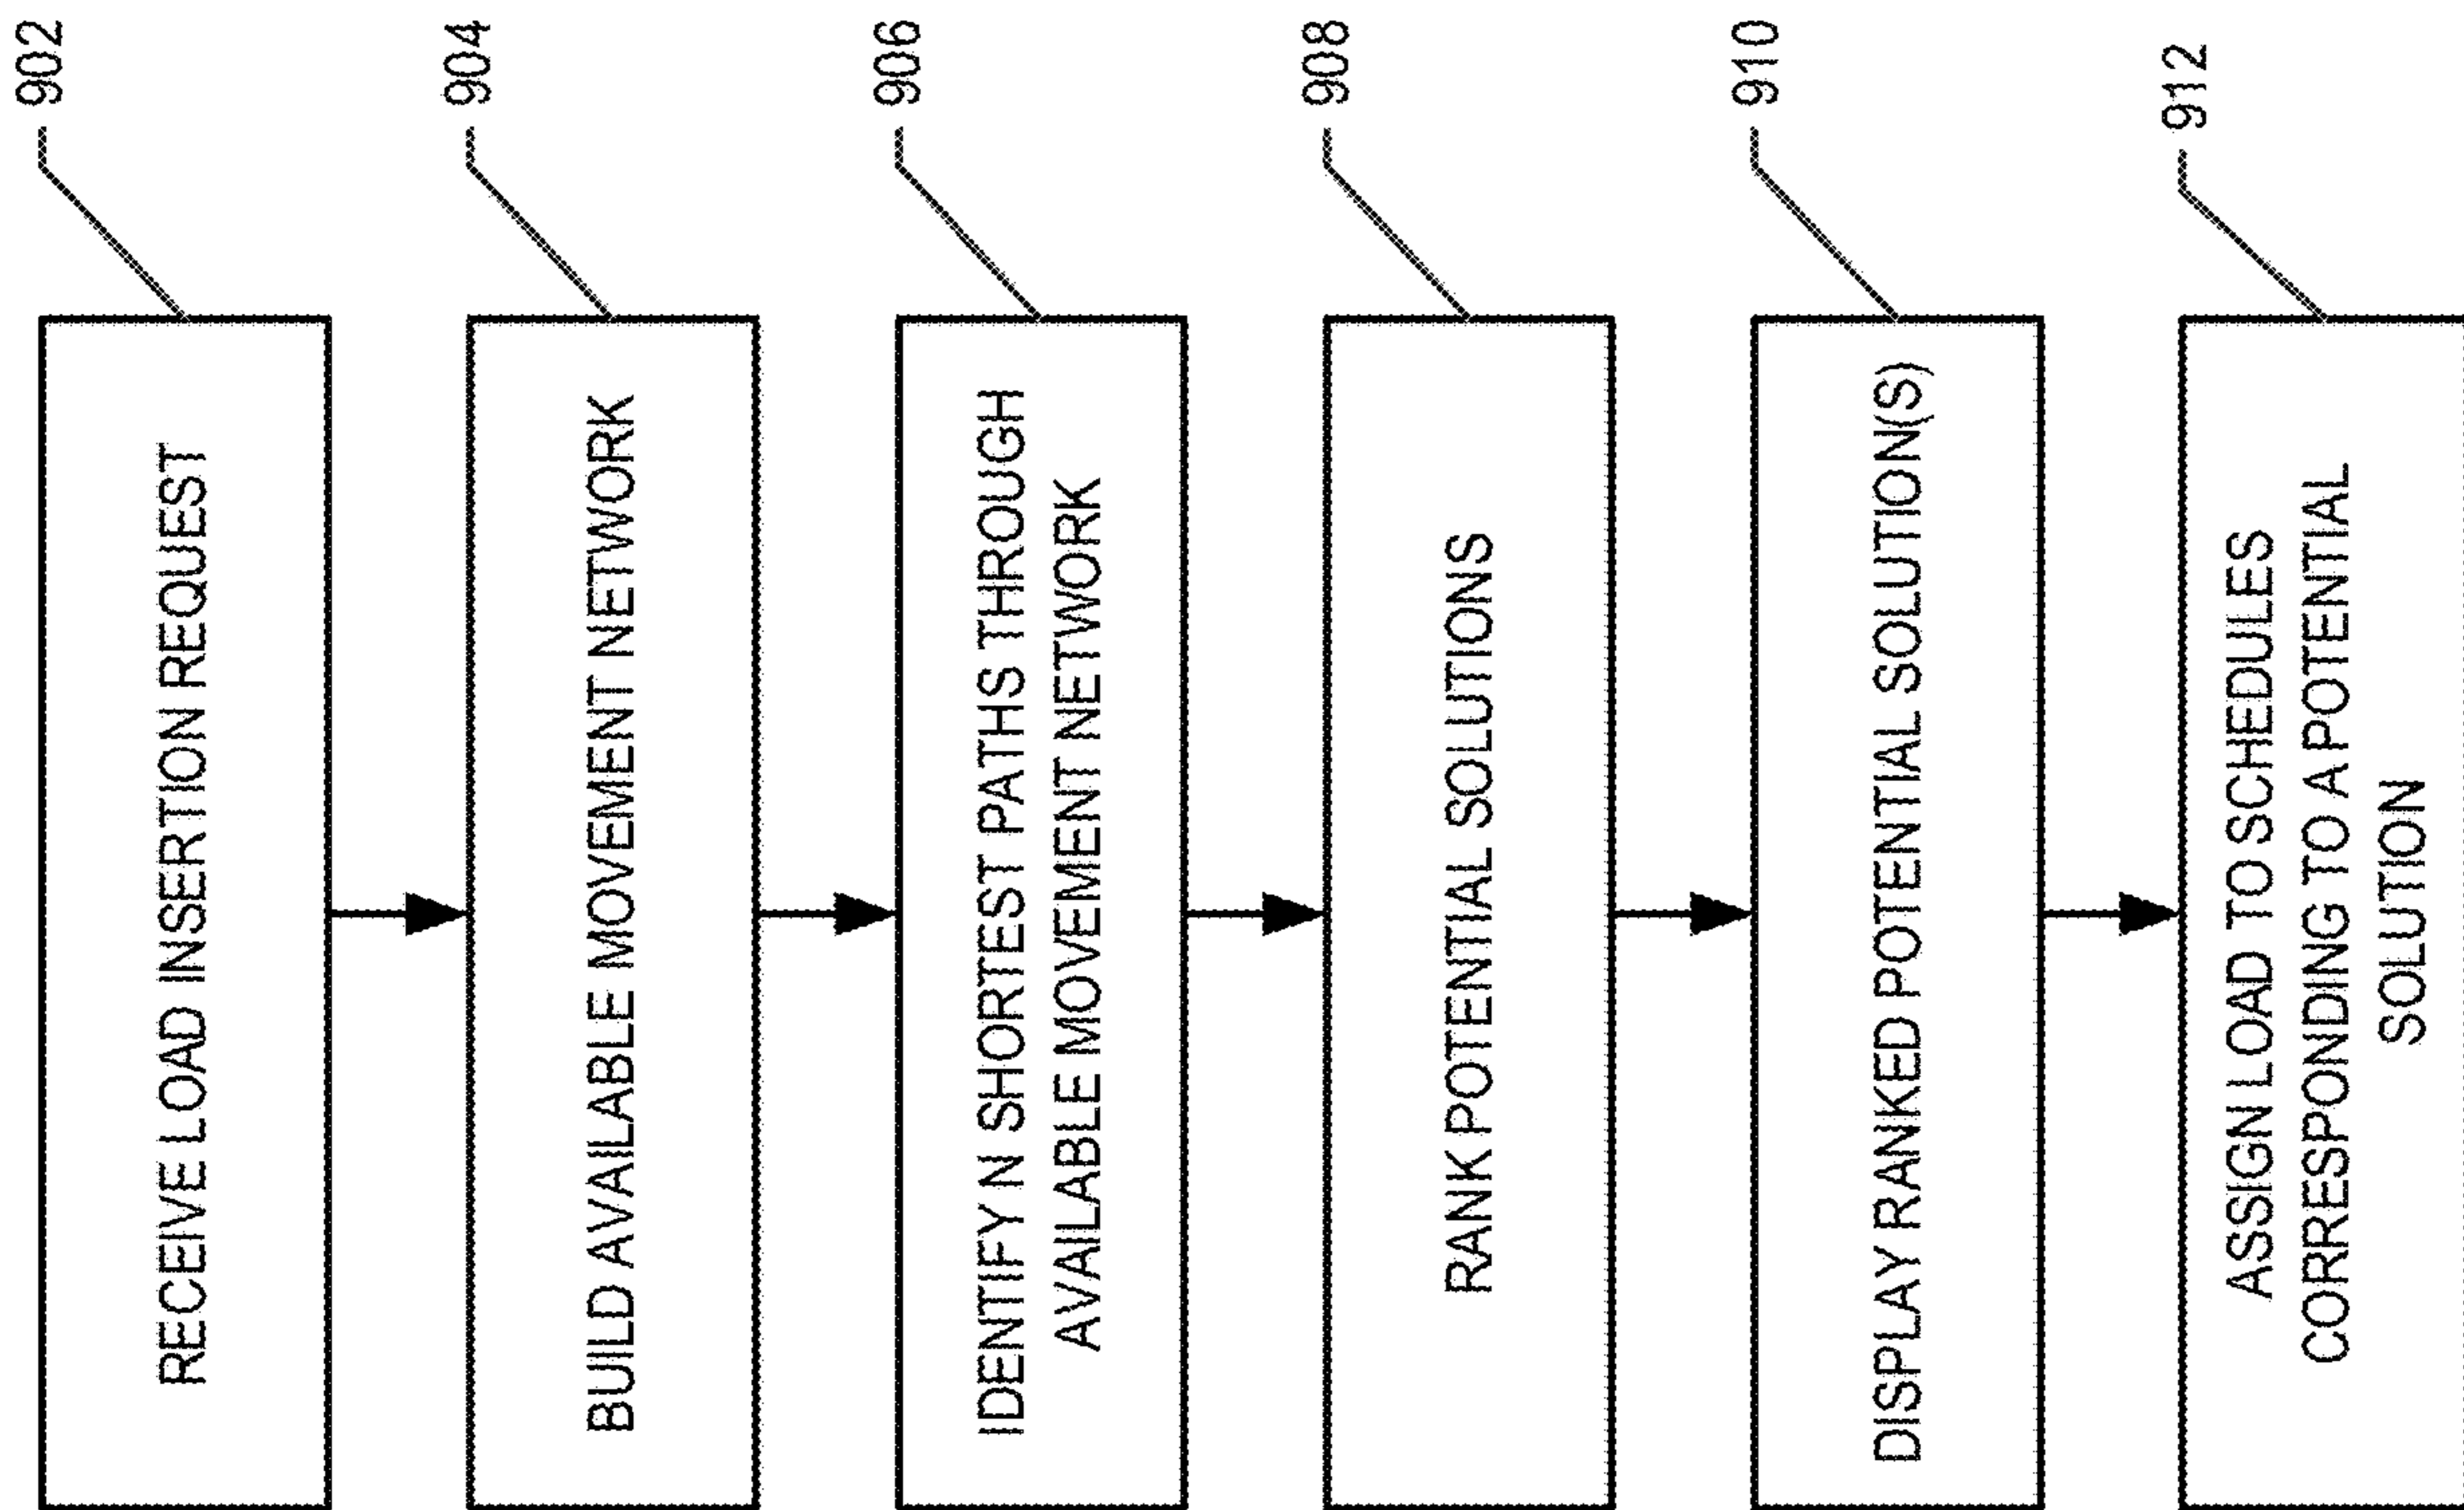 902
RECEIVE LOAD INSERTION REQUEST
904
BUILD AVAILABLE MOVEMENT NETWORK
906
IDENTIFY N SHORTEST PATHS THROUGH
AVAILABLE MOVEMENT NETWORK
908
RANK POTENTIAL SOLUTIONS
910
DISPLAY RANKED POTENTIAL SOLUTION(S)
912
ASSIGN LOAD TO SCHEDULES
CORRESPONDING TO A POTENTIAL
SOLUTION